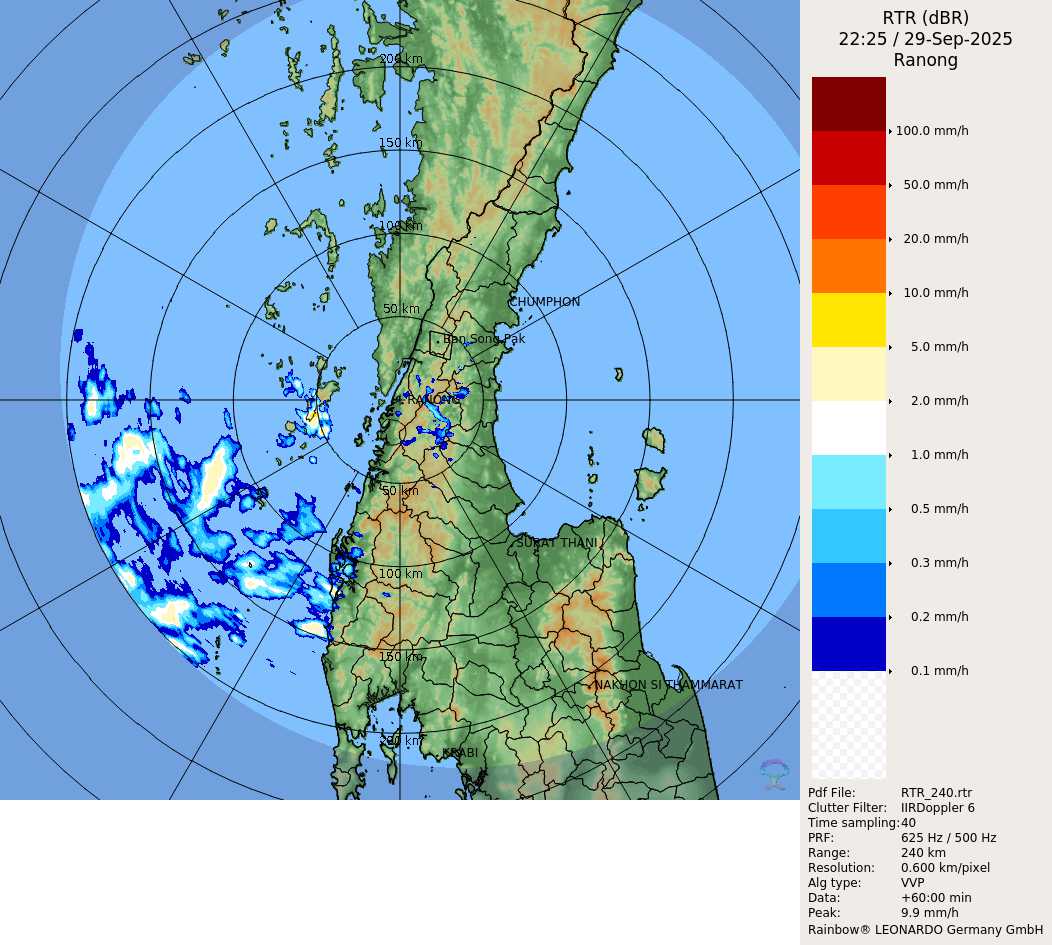 RTR (dBR)
22:25 / 29-Sep-2025
Ranong
200 km
150 km
100 km
50 km
CHUMPHON
Ban Song Pak
RANONG
50 km
SURAT THANI
100 km
150 km
NAKHON SI THAMMARAT
200 km
KRABI
100.0 mm/h
50.0 mm/h
20.0 mm/h
10.0 mm/h
5.0 mm/h
2.0 mm/h
1.0 mm/h
0.5 mm/h
0.3 mm/h
0.2 mm/h
0.1 mm/h
Pdf File: RTR_240.rtr
Clutter Filter: IIRDoppler 6
Time sampling: 40
PRF: 625 Hz / 500 Hz
Range: 240 km
Resolution: 0.600 km/pixel
Alg type: VVP
Data: +60:00 min
Peak: 9.9 mm/h
Rainbow® LEONARDO Germany GmbH